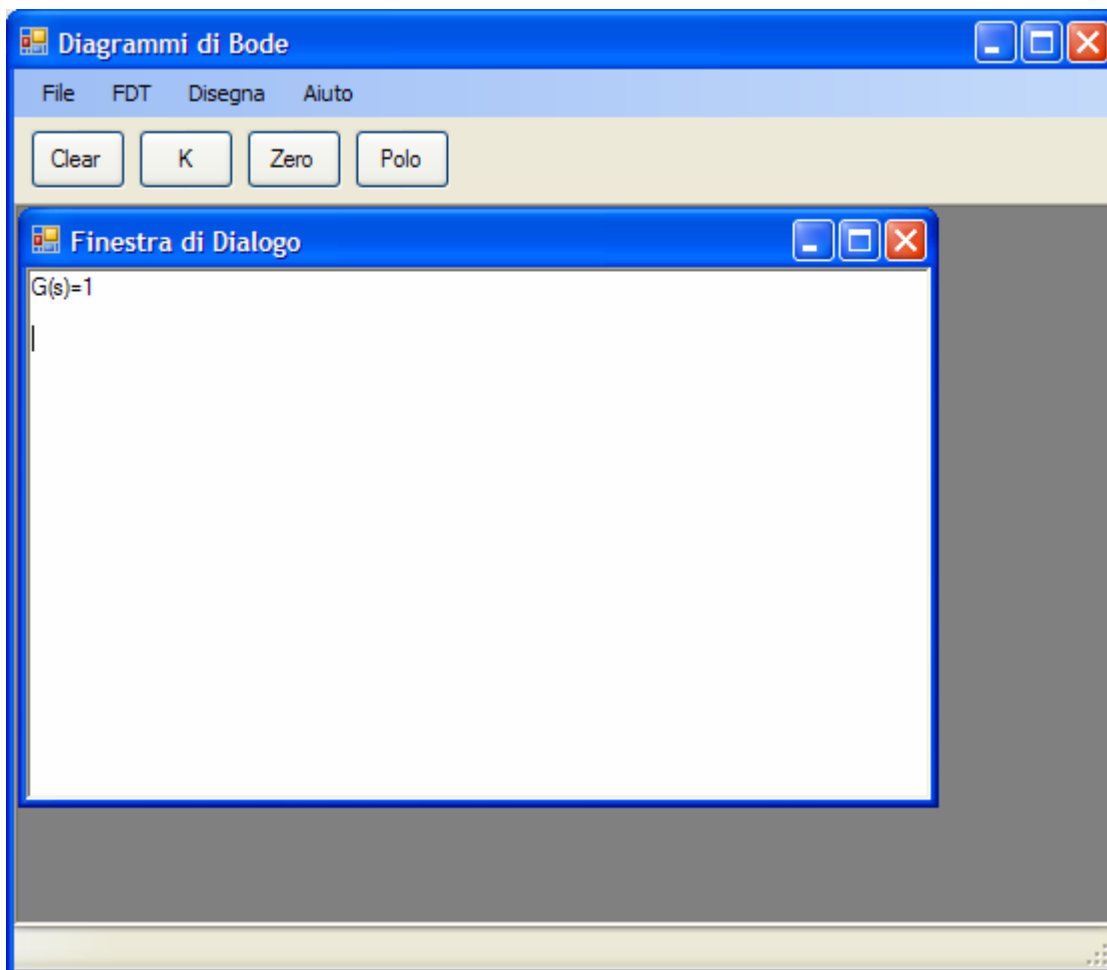 Diagrammi di Bode
File FDT Disegna Aiuto
Clear K Zero Polo
Finestra di Dialogo
G(s)=1